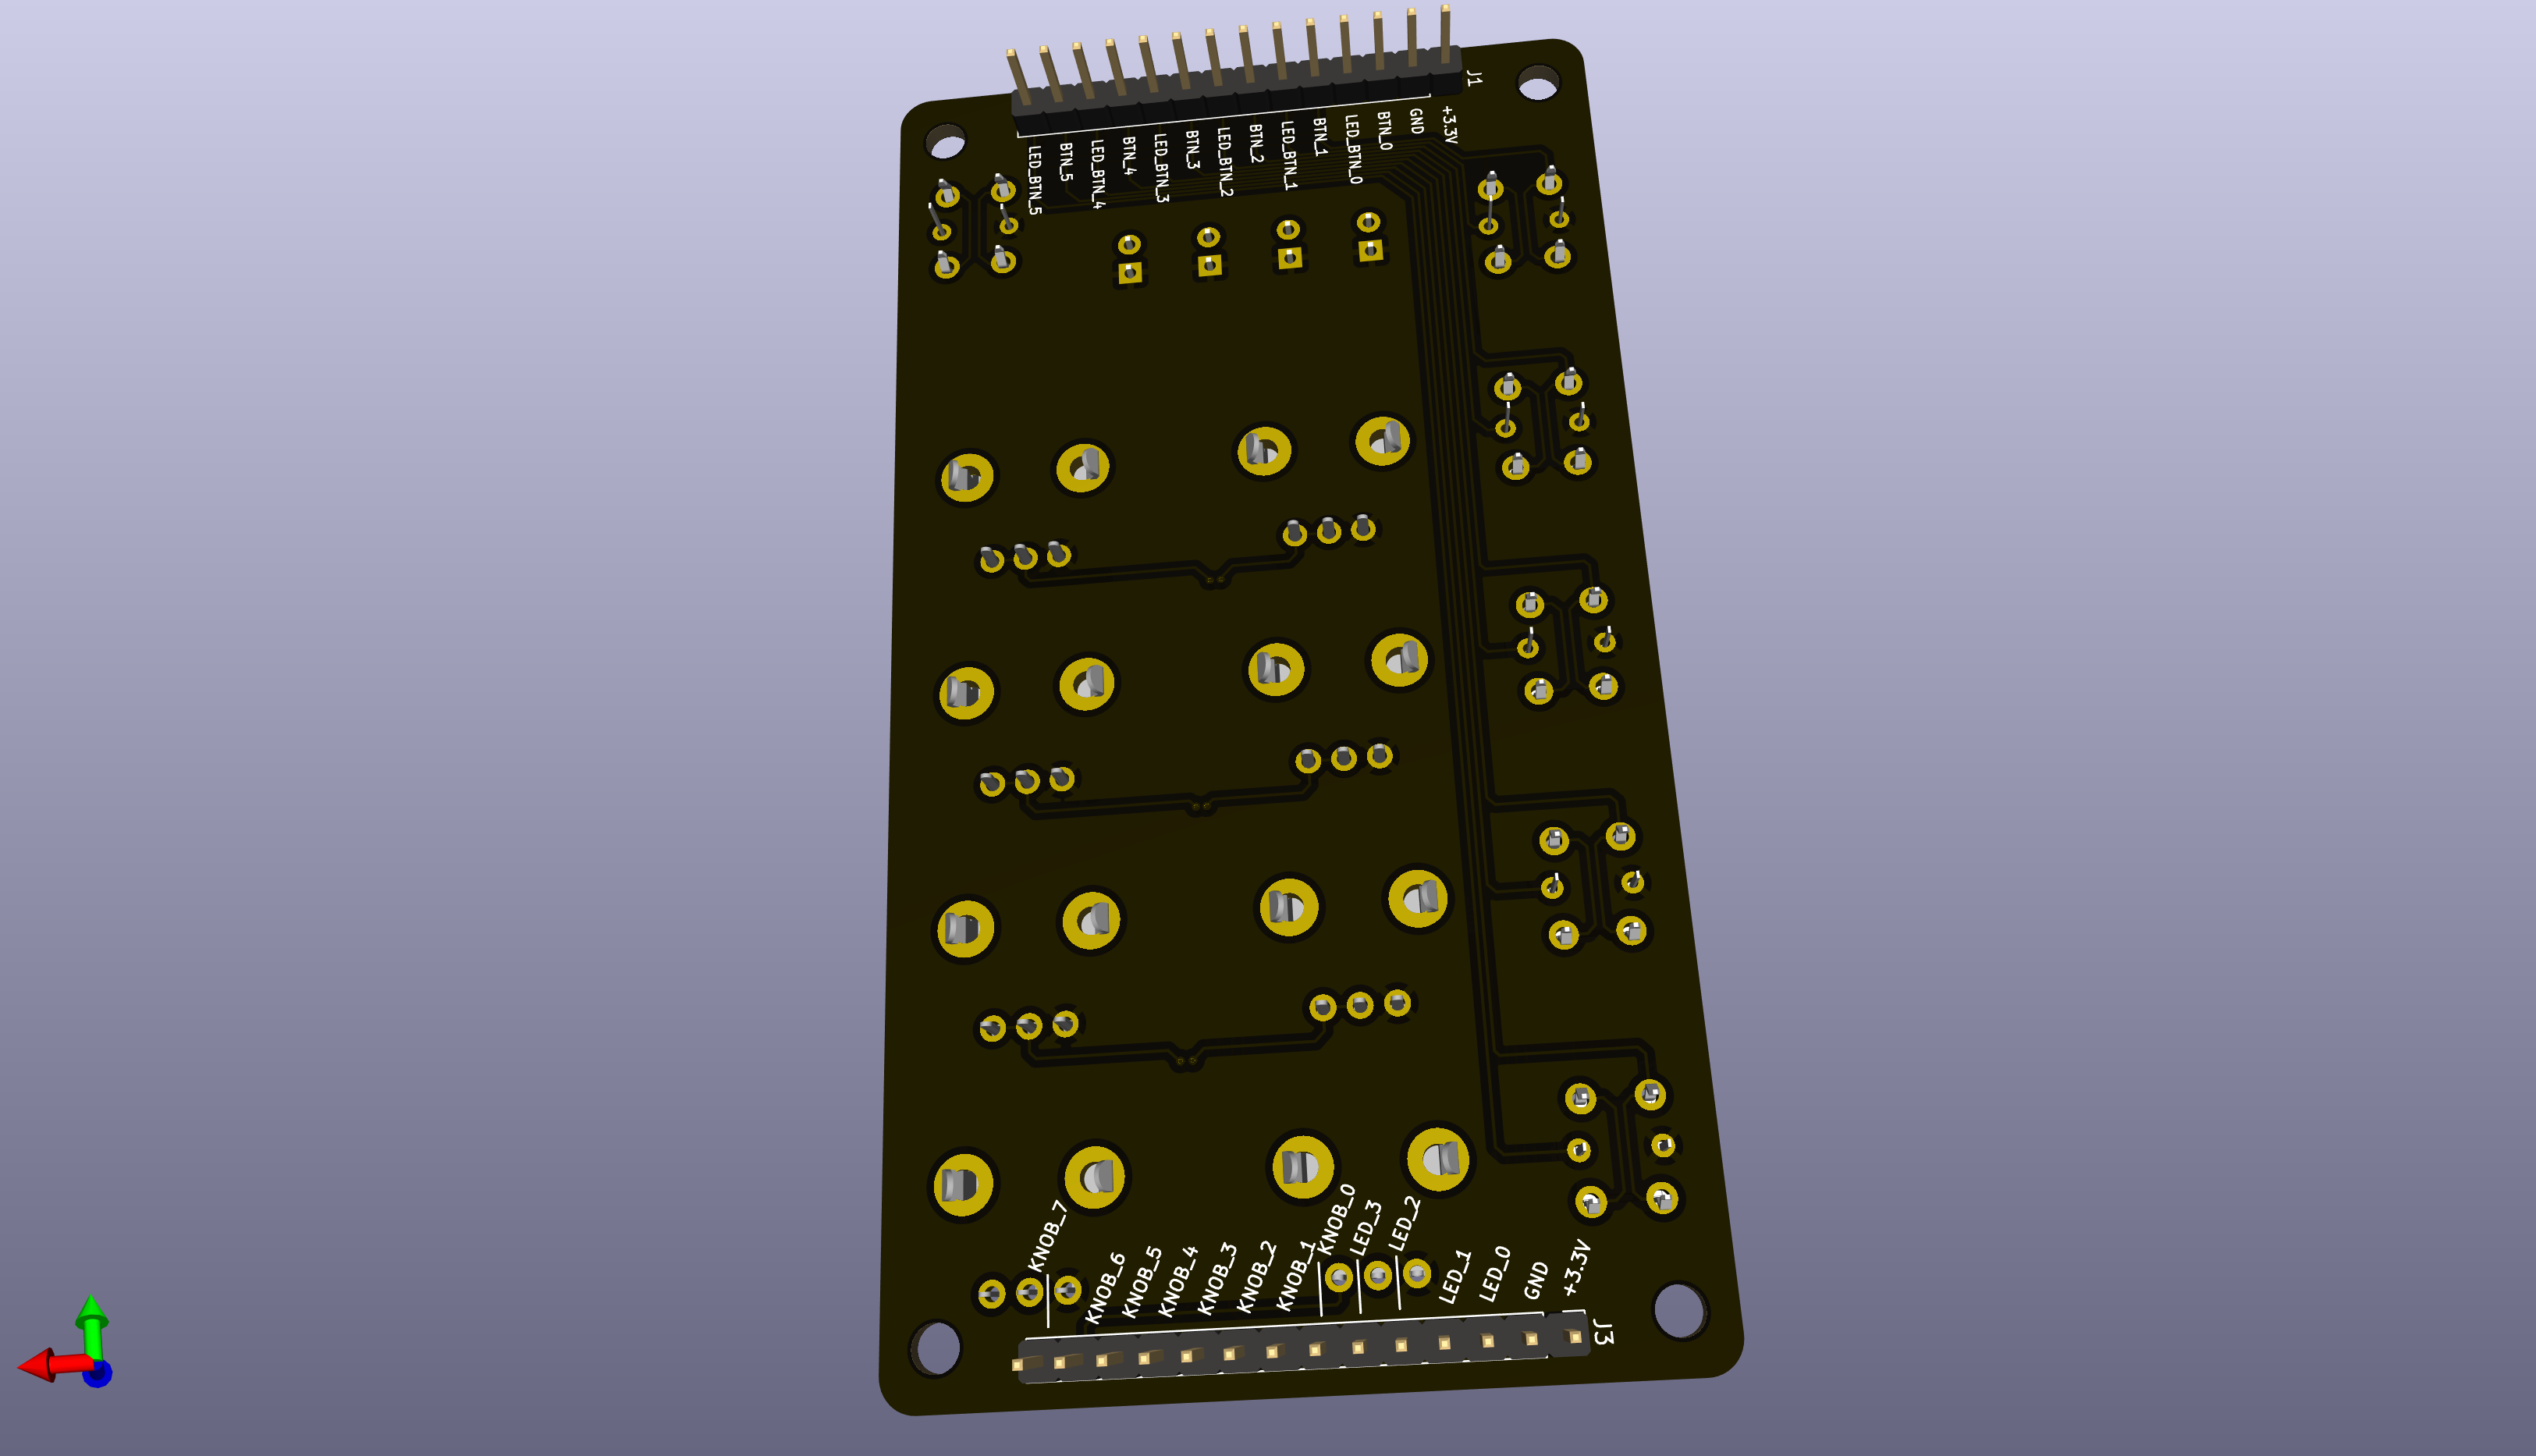 J1
LED_BTN_5
BTN_5
LED_BTN_4
BTN_4
LED_BTN_3
BTN_3
LED_BTN_2
BTN_2
LED_BTN_1
BTN_1
LED_BTN_0
BTN_0
GND
+3.3V
KNOB_7
KNOB_6
KNOB_5
KNOB_4
KNOB_3
KNOB_2
KNOB_1
KNOB_0
LED_3
LED_2
LED_1
LED_0
GND
+3.3V
J3